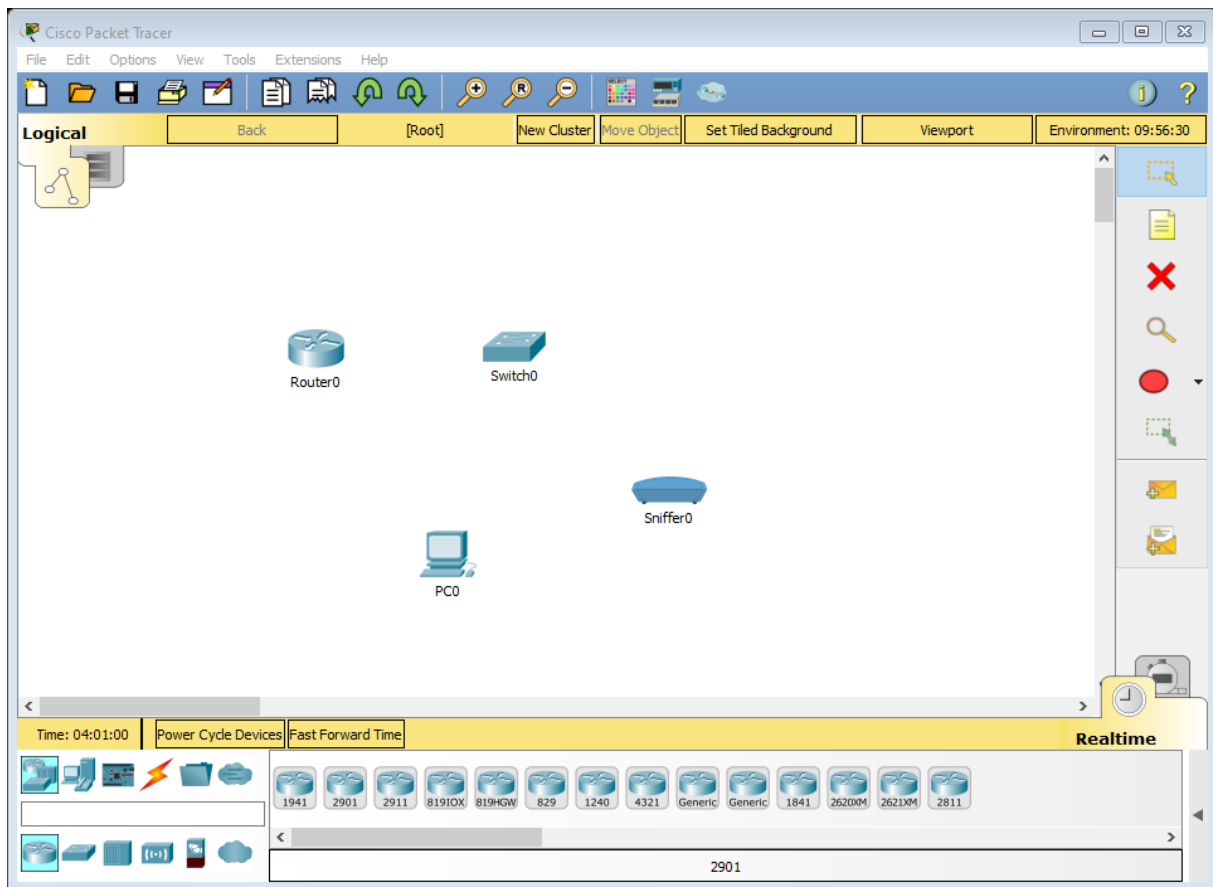 Cisco Packet Tracer
File Edit Options View Tools Extensions Help
Logical Back [Root] New Cluster Move Object Set Tiled Background Viewport Environment: 09:56:30
Router0
Switch0
Sniffer0
PC0
Time: 04:01:00 Power Cycle Devices Fast Forward Time Realtime
1941 2901 2911 819IOX 819HGW 829 1240 4321 Generic Generic 1841 2620XM 2621XM 2811
2901